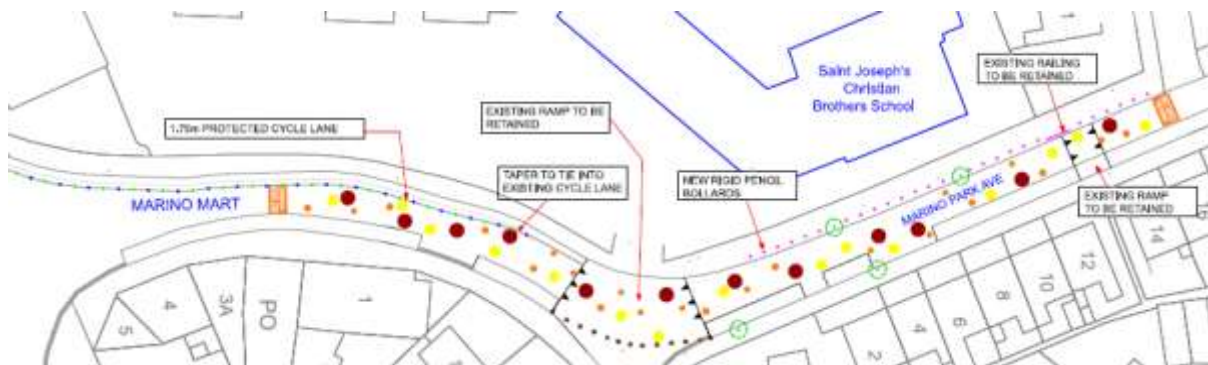 Saint Joseph's
Christian
Brothers School
EXISTING RAILING
TO BE RETAINED
EXISTING RAMP TO BE
RETAINED
1.75m PROTECTED CYCLE LANE
TAPER TO TIE INTO
EXISTING CYCLE LANE
NEW RIGID PENCIL
BOLLARDS
MARINO PARK AVE
EXISTING RAMP
TO BE RETAINED
MARINO MART
5
4
3A
PO
1
2
4
6
8
10
12
14